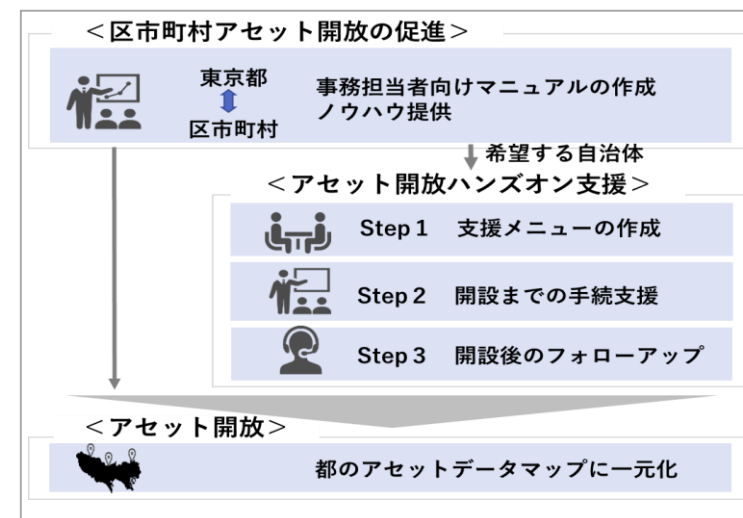 ＜区市町村アセット開放の促進＞
東京都
区市町村
事務担当者向けマニュアルの作成
ノウハウ提供
希望する自治体
＜アセット開放ハンズオン支援＞
Step 1 支援メニューの作成
Step 2 開設までの手続支援
Step 3 開設後のフォローアップ
＜アセット開放＞
都のアセットデータマップに一元化